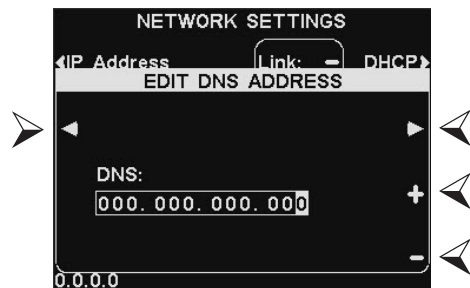 NETWORK SETTINGS
IP Address Link: – DHCP
EDIT DNS ADDRESS
DNS:
000. 000. 000. 000
+
–
0.0.0.0